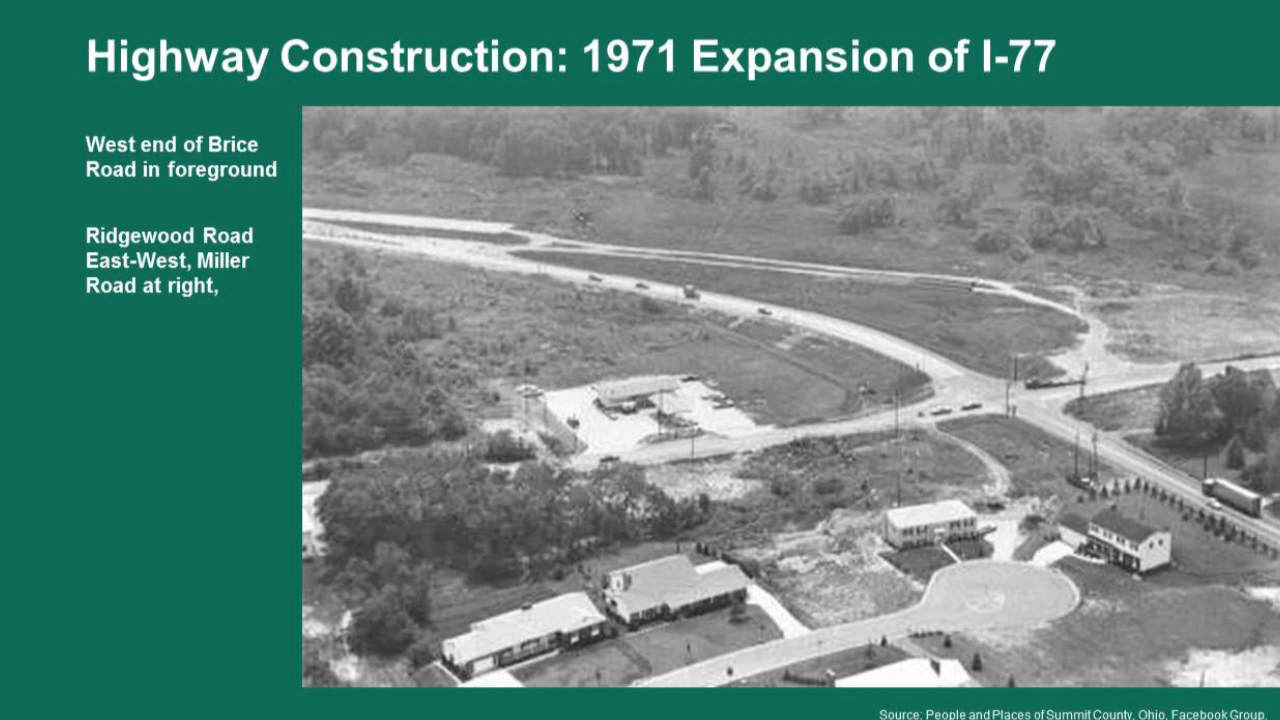 Highway Construction: 1971 Expansion of I-77
West end of Brice
Road in foreground
Ridgewood Road
East-West, Miller
Road at right,
Source: People and Places of Summit County, Ohio, Facebook Group.